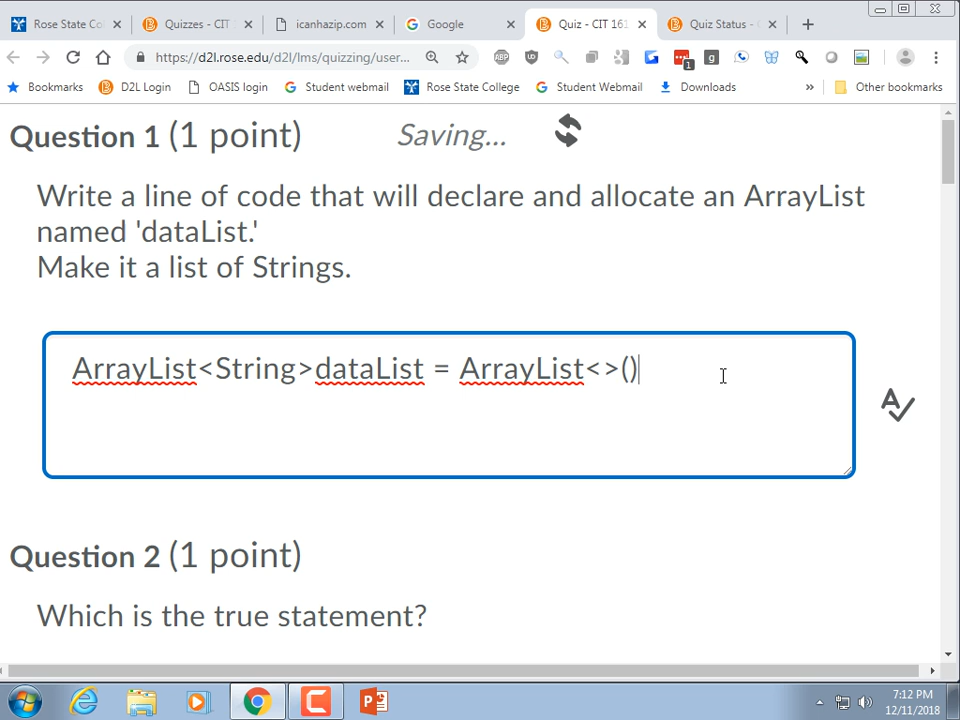 Rose State Co
Quizzes - CIT
icanhazip.com
Google
Quiz - CIT 161
Quiz Status -
https://d2l.rose.edu/d2l/lms/quizzing/user...
ABP
1
g
Bookmarks
D2L Login
OASIS login
Student webmail
Rose State College
Student Webmail
Downloads
»
Other bookmarks
Question 1 (1 point)
Saving...
Write a line of code that will declare and allocate an ArrayList
named 'dataList.'
Make it a list of Strings.
ArrayList<String>dataList = ArrayList<>()
Question 2 (1 point)
Which is the true statement?
7:12 PM
12/11/2018